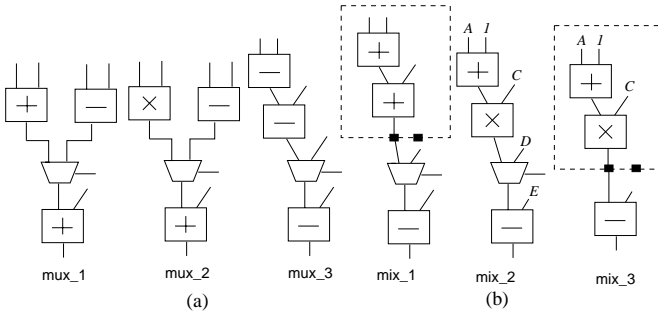 A 1
A 1
C
C
+
−
×
−
−
−
+
+
+
×
+
×
D
E
+
+
−
−
−
−
mux_1
mux_2
mux_3
mix_1
mix_2
mix_3
(a)
(b)